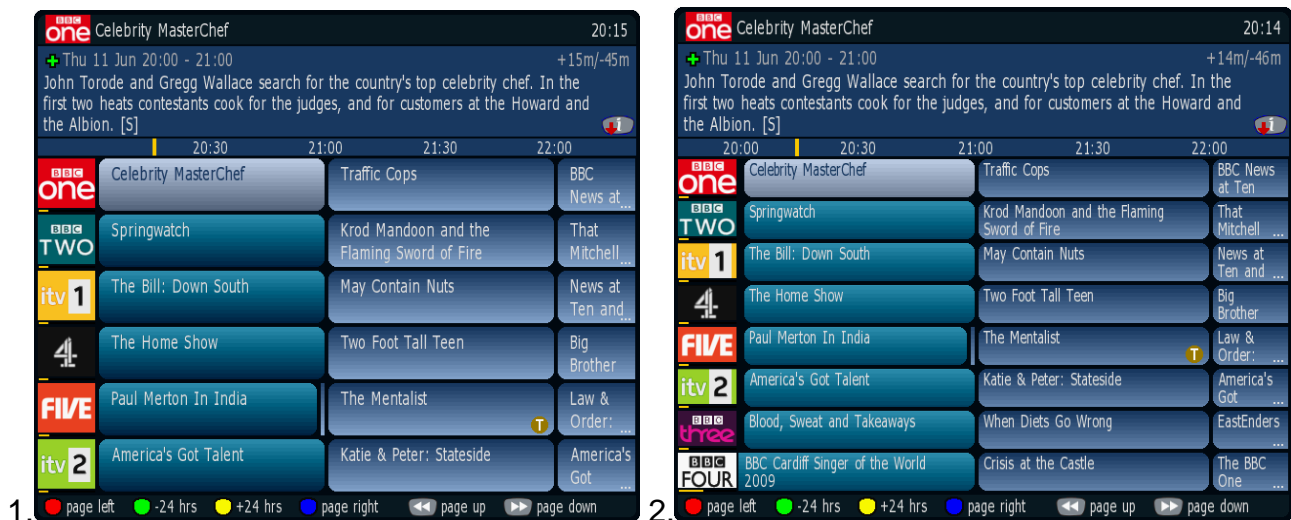 BBC one Celebrity MasterChef 20:15
Thu 11 Jun 20:00 - 21:00 +15m/-45m
John Torode and Gregg Wallace search for the country's top celebrity chef. In the
first two heats contestants cook for the judges, and for customers at the Howard and
the Albion. [S] i
20:30 21:00 21:30 22:00
BBC one Celebrity MasterChef Traffic Cops BBC
News at...
BBC TWO Springwatch Krod Mandoon and the That
Flaming Sword of Fire Mitchell...
itv 1 The Bill: Down South May Contain Nuts News at
Ten and...
4 The Home Show Two Foot Tall Teen Big
Brother
FIVE Paul Merton In India The Mentalist T Law &
Order: ...
itv 2 America's Got Talent Katie & Peter: Stateside America's
Got ...
page left -24 hrs +24 hrs page right page up page down
1.
BBC one Celebrity MasterChef 20:14
Thu 11 Jun 20:00 - 21:00 +14m/-46m
John Torode and Gregg Wallace search for the country's top celebrity chef. In the
first two heats contestants cook for the judges, and for customers at the Howard and
the Albion. [S] i
20:00 20:30 21:00 21:30 22:00
BBC one Celebrity MasterChef Traffic Cops BBC News
at Ten
BBC TWO Springwatch Krod Mandoon and the Flaming That
Sword of Fire Mitchell ...
itv 1 The Bill: Down South May Contain Nuts News at
Ten and ...
4 The Home Show Two Foot Tall Teen Big
Brother
FIVE Paul Merton In India The Mentalist T Law &
Order: ...
itv 2 America's Got Talent Katie & Peter: Stateside America's
Got ...
BBC three Blood, Sweat and Takeaways When Diets Go Wrong EastEnders
...
BBC FOUR BBC Cardiff Singer of the World Crisis at the Castle The BBC
2009 One ...
page left -24 hrs +24 hrs page right page up page down
2.